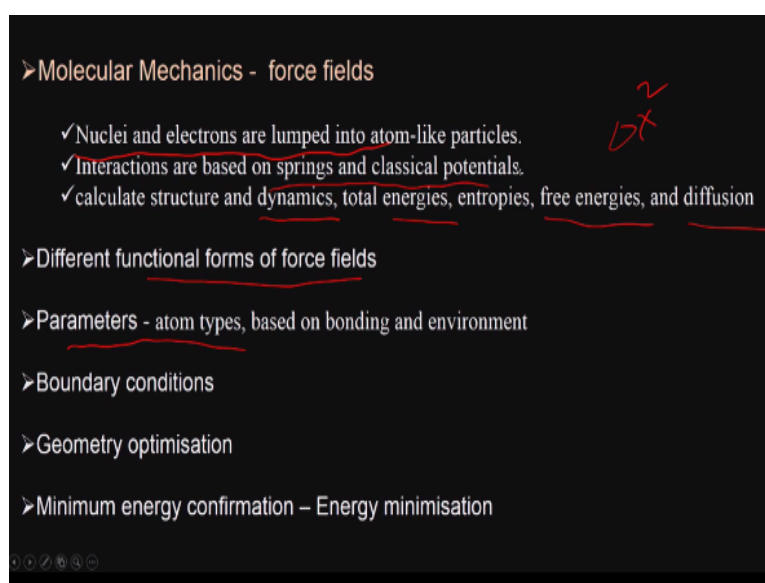 ➢Molecular Mechanics - force fields
✓Nuclei and electrons are lumped into atom-like particles.
✓Interactions are based on springs and classical potentials.
✓calculate structure and dynamics, total energies, entropies, free energies, and diffusion
➢Different functional forms of force fields
➢Parameters - atom types, based on bonding and environment
➢Boundary conditions
➢Geometry optimisation
➢Minimum energy confirmation – Energy minimisation